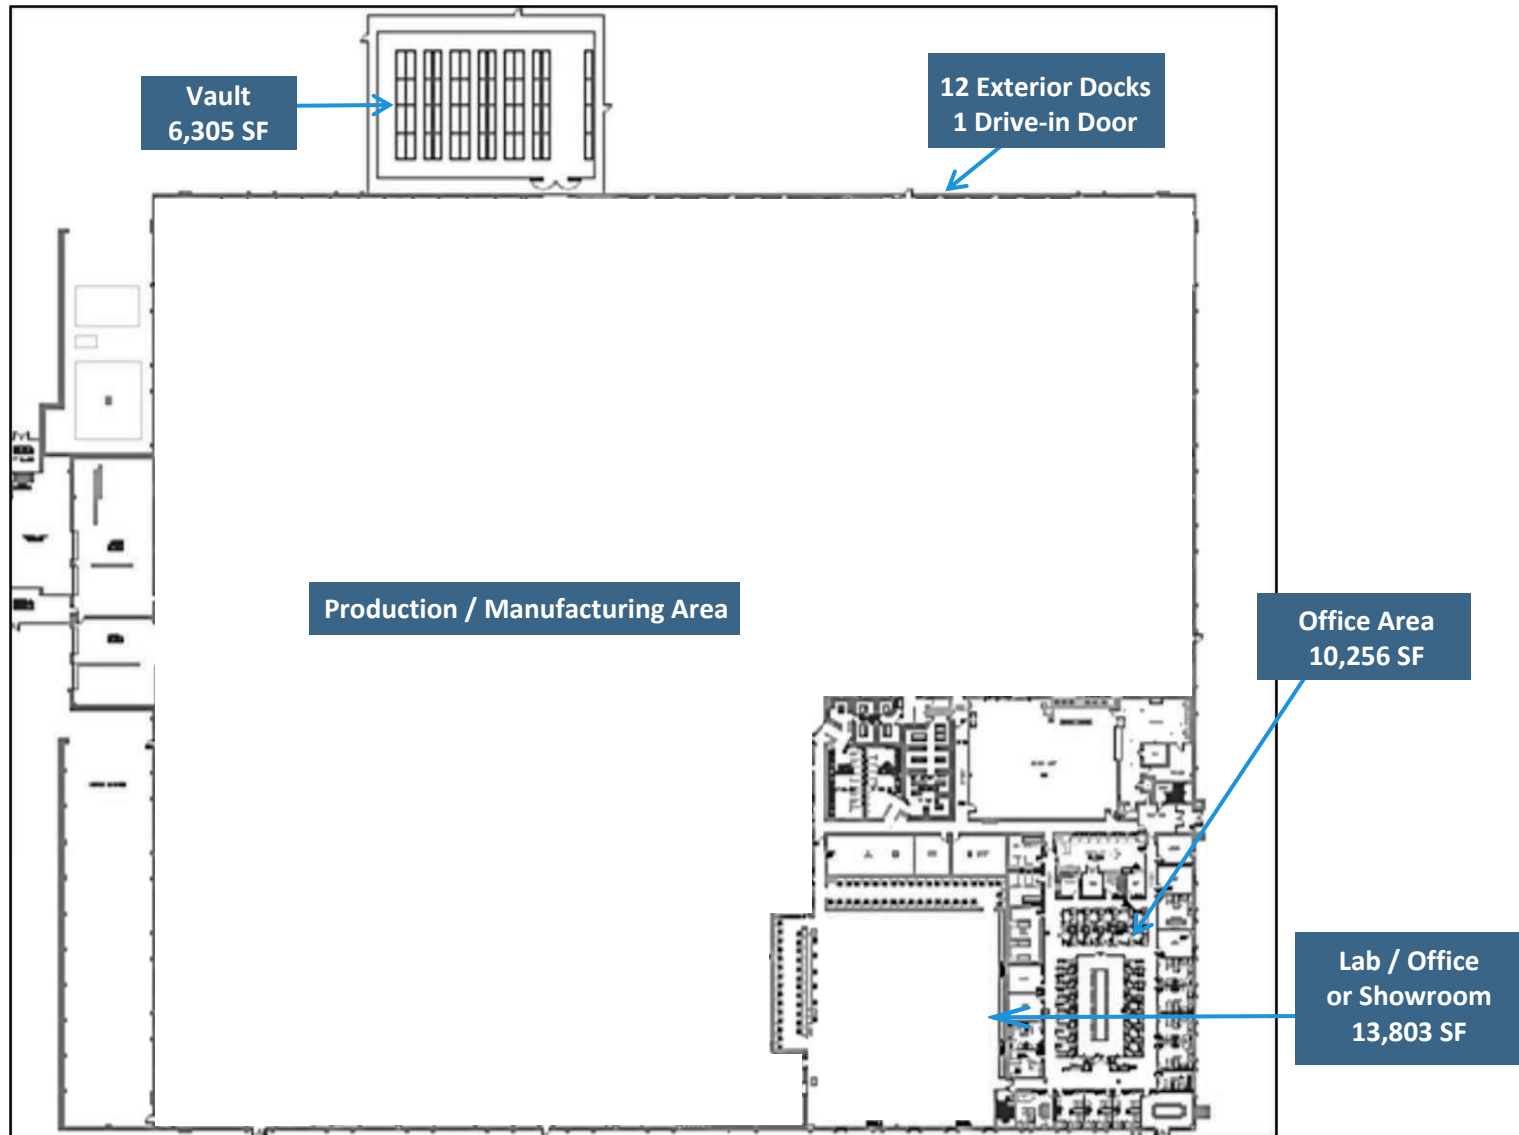 Vault
6,305 SF
12 Exterior Docks
1 Drive-in Door
Production / Manufacturing Area
Office Area
10,256 SF
Lab / Office
or Showroom
13,803 SF